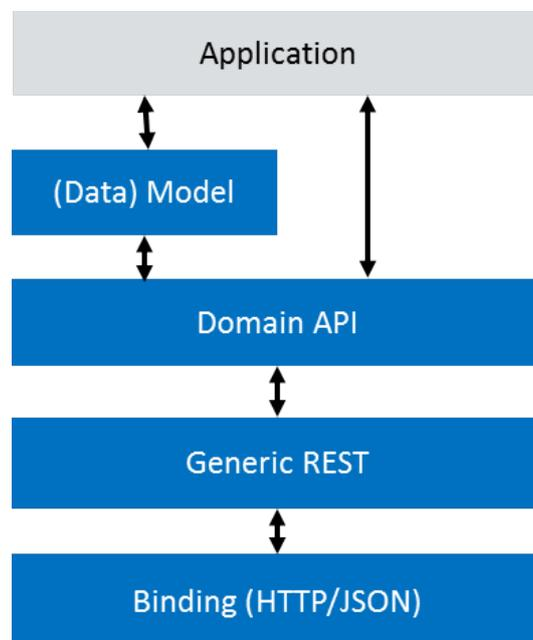 Application
(Data) Model
Domain API
Generic REST
Binding (HTTP/JSON)